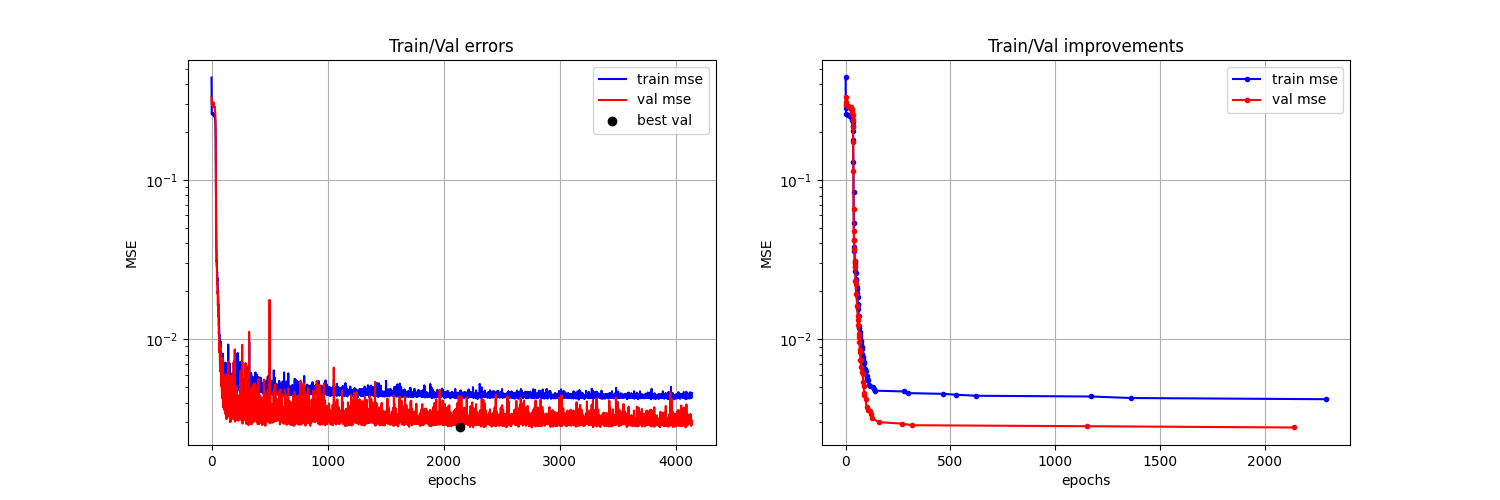 Train/Val errors
train mse
val mse
best val
10⁻¹
10⁻²
MSE
0
1000
2000
3000
4000
epochs
Train/Val improvements
train mse
val mse
10⁻¹
10⁻²
MSE
0
500
1000
1500
2000
epochs